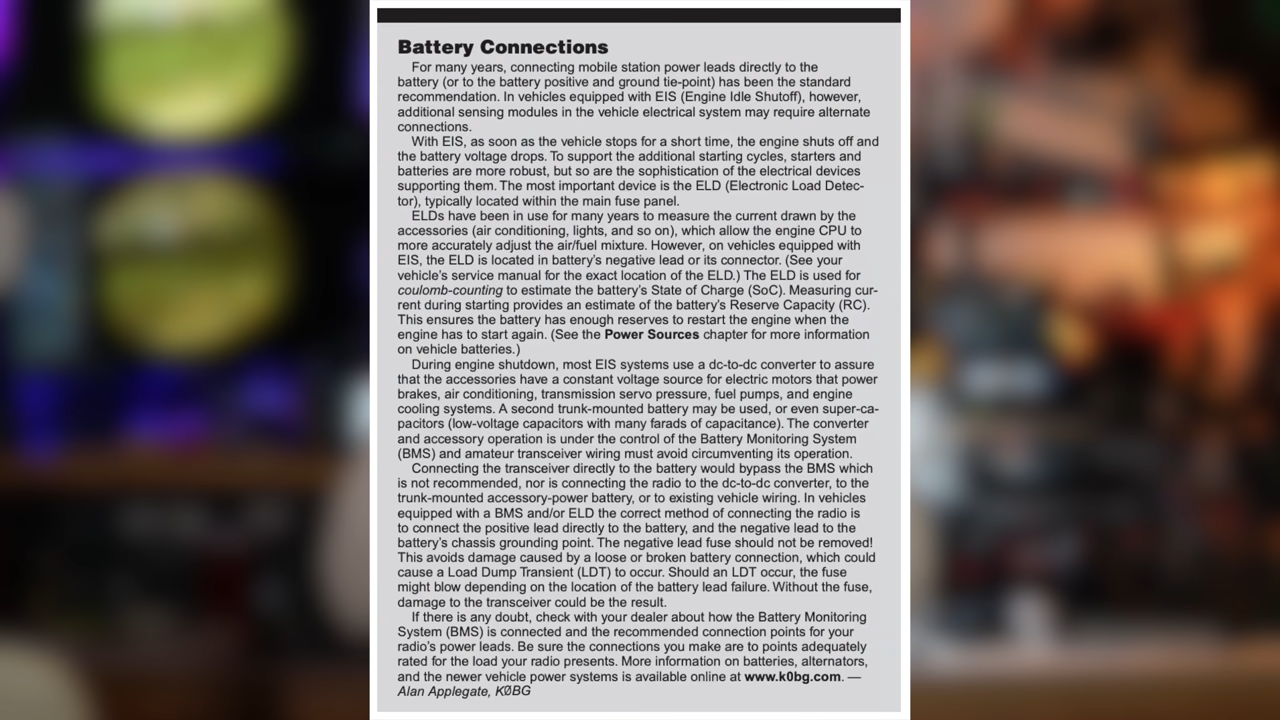 Battery Connections
For many years, connecting mobile station power leads directly to the
battery (or to the battery positive and ground tie-point) has been the standard
recommendation. In vehicles equipped with EIS (Engine Idle Shutoff), however,
additional sensing modules in the vehicle electrical system may require alternate
connections.
With EIS, as soon as the vehicle stops for a short time, the engine shuts off and
the battery voltage drops. To support the additional starting cycles, starters and
batteries are more robust, but so are the sophistication of the electrical devices
supporting them. The most important device is the ELD (Electronic Load Detec-
tor), typically located within the main fuse panel.
ELDs have been in use for many years to measure the current drawn by the
accessories (air conditioning, lights, and so on), which allow the engine CPU to
more accurately adjust the air/fuel mixture. However, on vehicles equipped with
EIS, the ELD is located in battery's negative lead or its connector. (See your
vehicle's service manual for the exact location of the ELD.) The ELD is used for
coulomb-counting to estimate the battery's State of Charge (SoC). Measuring cur-
rent during starting provides an estimate of the battery's Reserve Capacity (RC).
This ensures the battery has enough reserves to restart the engine when the
engine has to start again. (See the Power Sources chapter for more information
on vehicle batteries.)
During engine shutdown, most EIS systems use a dc-to-dc converter to assure
that the accessories have a constant voltage source for electric motors that power
brakes, air conditioning, transmission servo pressure, fuel pumps, and engine
cooling systems. A second trunk-mounted battery may be used, or even super-ca-
pacitors (low-voltage capacitors with many farads of capacitance). The converter
and accessory operation is under the control of the Battery Monitoring System
(BMS) and amateur transceiver wiring must avoid circumventing its operation.
Connecting the transceiver directly to the battery would bypass the BMS which
is not recommended, nor is connecting the radio to the dc-to-dc converter, to the
trunk-mounted accessory-power battery, or to existing vehicle wiring. In vehicles
equipped with a BMS and/or ELD the correct method of connecting the radio is
to connect the positive lead directly to the battery, and the negative lead to the
battery's chassis grounding point. The negative lead fuse should not be removed!
This avoids damage caused by a loose or broken battery connection, which could
cause a Load Dump Transient (LDT) to occur. Should an LDT occur, the fuse
might blow depending on the location of the battery lead failure. Without the fuse,
damage to the transceiver could be the result.
If there is any doubt, check with your dealer about how the Battery Monitoring
System (BMS) is connected and the recommended connection points for your
radio's power leads. Be sure the connections you make are to points adequately
rated for the load your radio presents. More information on batteries, alternators,
and the newer vehicle power systems is available online at www.k0bg.com. —
Alan Applegate, KØBG